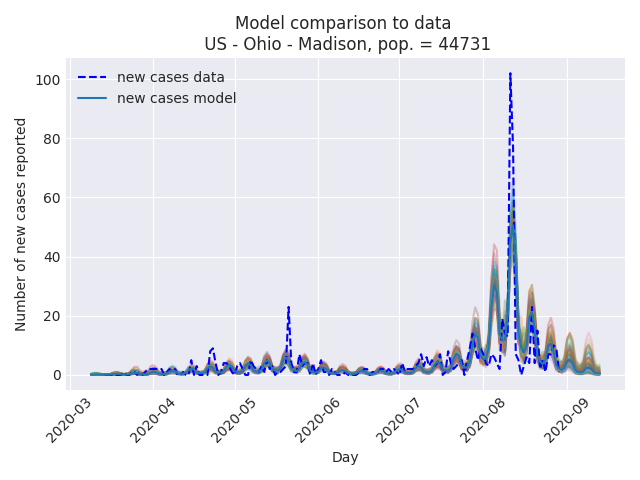 Model comparison to data
US - Ohio - Madison, pop. = 44731
new cases data
new cases model
Number of new cases reported
100
80
60
40
20
0
2020-03
2020-04
2020-05
2020-06
2020-07
2020-08
2020-09
Day